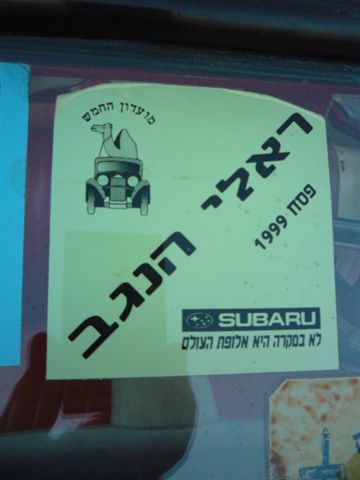 מועדון החמש
ראלי הנגב
פסח 1999
SUBARU
לא במקרה היא אלופת העולם